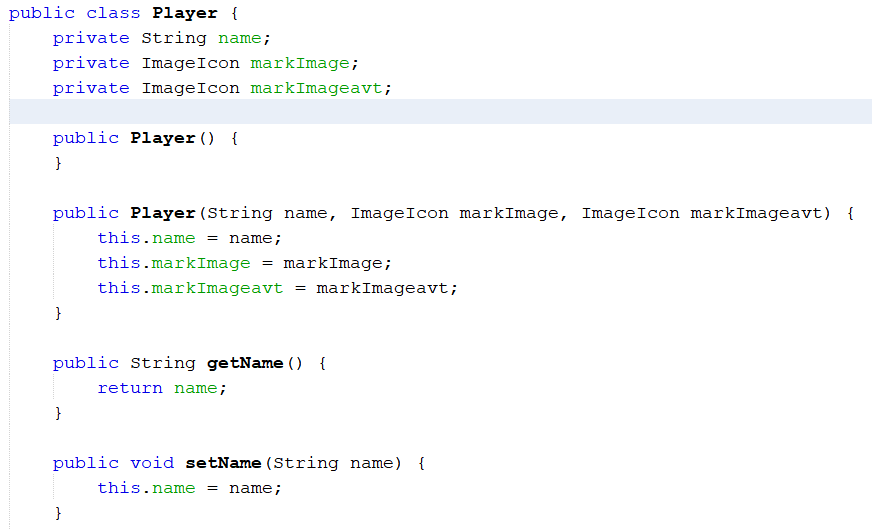 public class Player {
    private String name;
    private ImageIcon markImage;
    private ImageIcon markImageavt;

    public Player() {
    }

    public Player(String name, ImageIcon markImage, ImageIcon markImageavt) {
        this.name = name;
        this.markImage = markImage;
        this.markImageavt = markImageavt;
    }

    public String getName() {
        return name;
    }

    public void setName(String name) {
        this.name = name;
    }